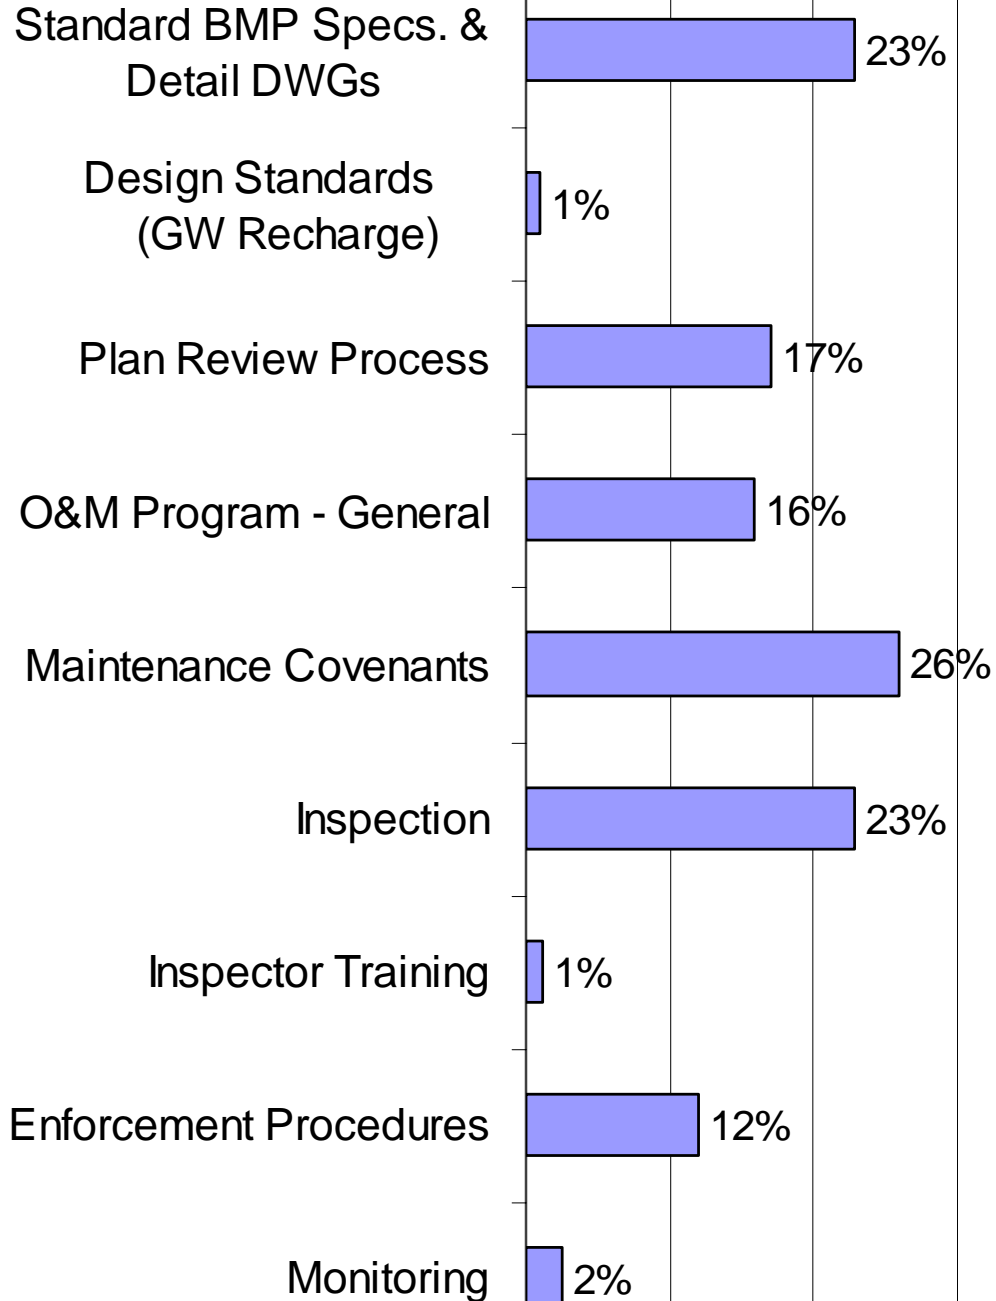 Standard BMP Specs. &
Detail DWGs
23%
Design Standards
(GW Recharge)
1%
Plan Review Process
17%
O&M Program - General
16%
Maintenance Covenants
26%
Inspection
23%
Inspector Training
1%
Enforcement Procedures
12%
Monitoring
2%